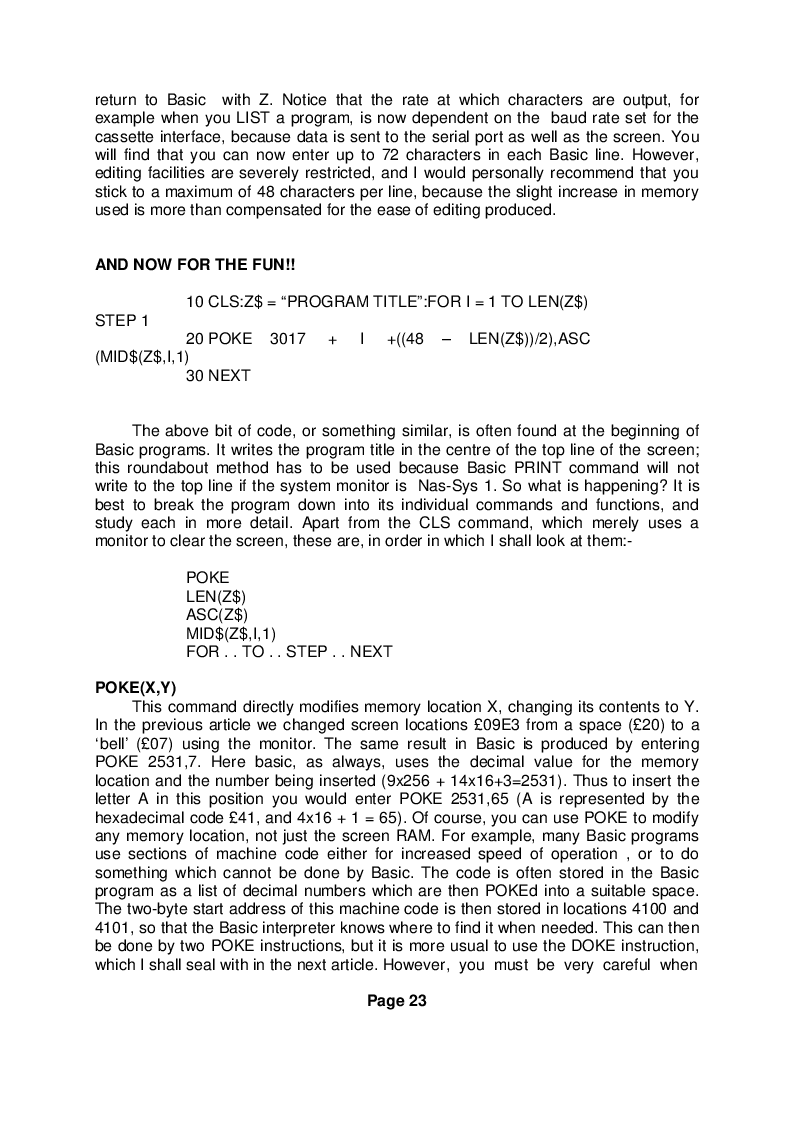 return to Basic with Z. Notice that the rate at which characters are output, for
example when you LIST a program, is now dependent on the baud rate set for the
cassette interface, because data is sent to the serial port as well as the screen. You
will find that you can now enter up to 72 characters in each Basic line. However,
editing facilities are severely restricted, and I would personally recommend that you
stick to a maximum of 48 characters per line, because the slight increase in memory
used is more than compensated for the ease of editing produced.
AND NOW FOR THE FUN!!
10 CLS:Z$ = “PROGRAM TITLE”:FOR I = 1 TO LEN(Z$)
STEP 1
20 POKE 3017 + I +((48 – LEN(Z$))/2),ASC
(MID$(Z$,I,1)
30 NEXT
The above bit of code, or something similar, is often found at the beginning of
Basic programs. It writes the program title in the centre of the top line of the screen;
this roundabout method has to be used because Basic PRINT command will not
write to the top line if the system monitor is Nas-Sys 1. So what is happening? It is
best to break the program down into its individual commands and functions, and
study each in more detail. Apart from the CLS command, which merely uses a
monitor to clear the screen, these are, in order in which I shall look at them:-
POKE
LEN(Z$)
ASC(Z$)
MID$(Z$,I,1)
FOR . . TO . . STEP . . NEXT
POKE(X,Y)
This command directly modifies memory location X, changing its contents to Y.
In the previous article we changed screen locations £09E3 from a space (£20) to a
‘bell’ (£07) using the monitor. The same result in Basic is produced by entering
POKE 2531,7. Here basic, as always, uses the decimal value for the memory
location and the number being inserted (9x256 + 14x16+3=2531). Thus to insert the
letter A in this position you would enter POKE 2531,65 (A is represented by the
hexadecimal code £41, and 4x16 + 1 = 65). Of course, you can use POKE to modify
any memory location, not just the screen RAM. For example, many Basic programs
use sections of machine code either for increased speed of operation , or to do
something which cannot be done by Basic. The code is often stored in the Basic
program as a list of decimal numbers which are then POKEd into a suitable space.
The two-byte start address of this machine code is then stored in locations 4100 and
4101, so that the Basic interpreter knows where to find it when needed. This can then
be done by two POKE instructions, but it is more usual to use the DOKE instruction,
which I shall seal with in the next article. However, you must be very careful when
Page 23